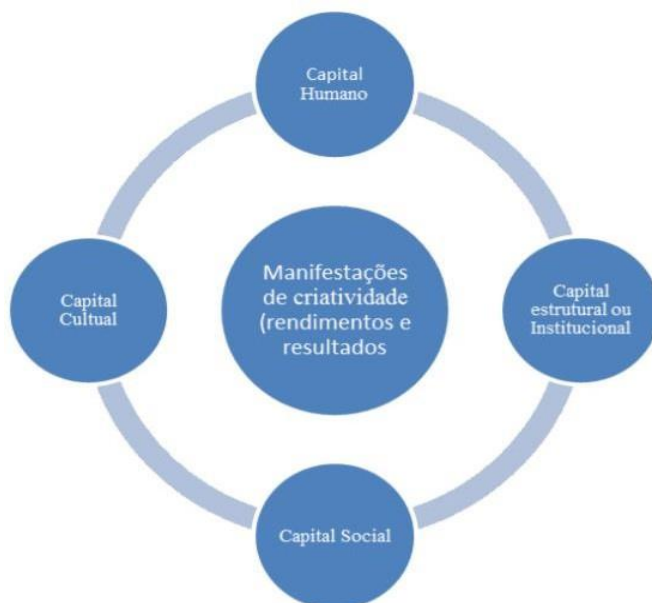 Capital
Humano
Manifestações
de criatividade
(rendimentos e
resultados
Capital
Cultual
Capital
estrutural ou
Institucional
Capital Social